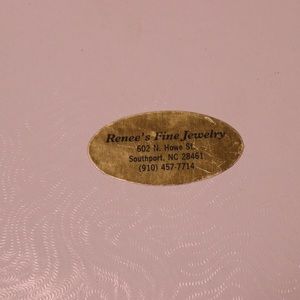 Renee's Fine Jewelry
602 N. Howe St.
Southport, NC 28461
(910) 457-7714